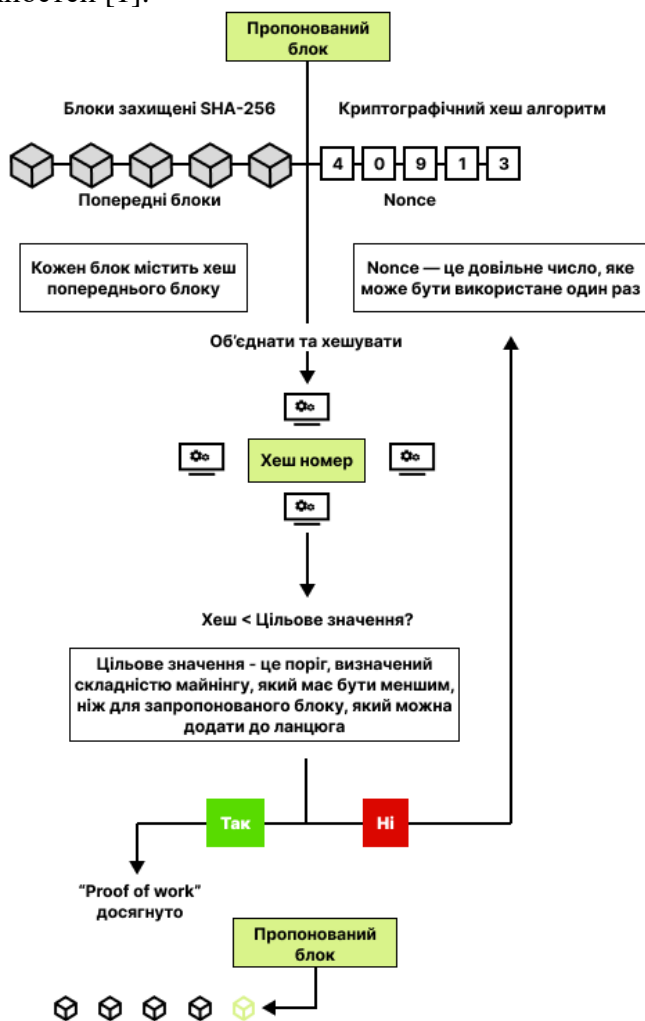 [1].
Пропонований
блок
Блоки захищені SHA-256
Криптографічний хеш алгоритм
4 0 9 1 3
Попередні блоки
Nonce
Кожен блок містить хеш
попереднього блоку
Nonce — це довільне число, яке
може бути використане один раз
Об'єднати та хешувати
Хеш номер
Хеш < Цільове значення?
Цільове значення - це поріг, визначений
складністю майнінгу, який має бути меншим,
ніж для запропонованого блоку, який можна
додати до ланцюга
Так
Ні
“Proof of work”
досягнуто
Пропонований
блок